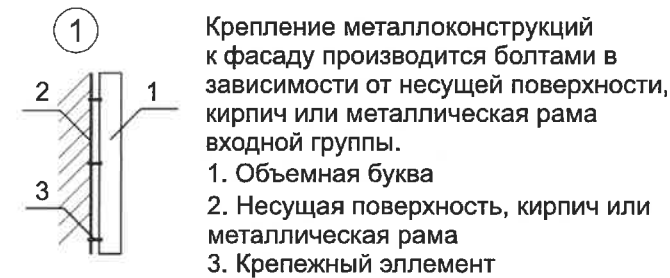 1
Крепление металлоконструкций
к фасаду производится болтами в
зависимости от несущей поверхности,
кирпич или металлическая рама
входной группы.
2
1
3
1. Объемная буква
2. Несущая поверхность, кирпич или
металлическая рама
3. Крепежный эллемент